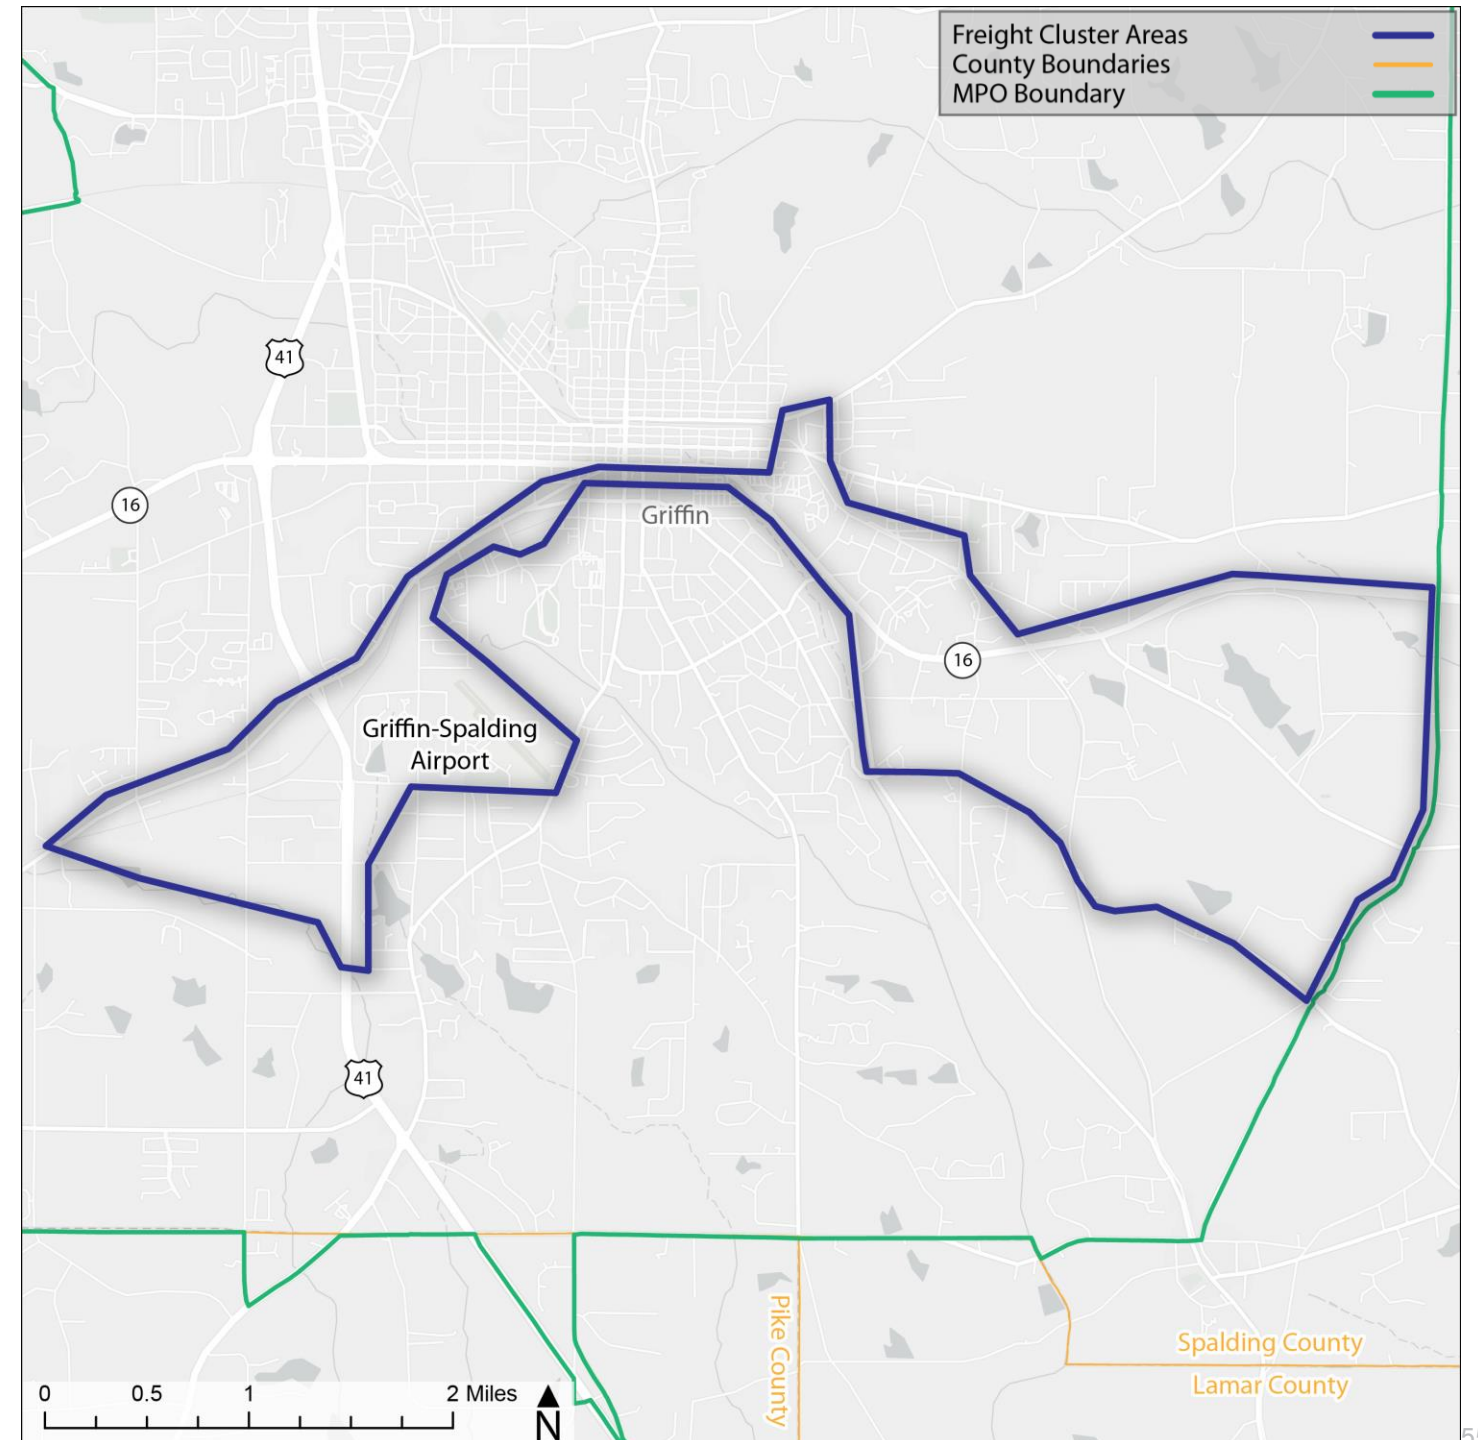 Freight Cluster Areas
County Boundaries
MPO Boundary
41
16
Griffin
16
Griffin-Spalding
Airport
41
Pike County
Spalding County
Lamar County
0 0.5 1 2 Miles
N